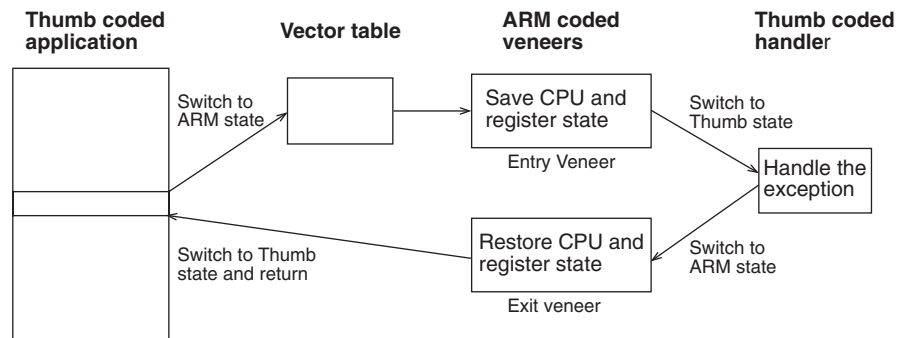 Thumb coded
application
Vector table
ARM coded
veneers
Thumb coded
handler
Switch to
ARM state
Save CPU and
register state
Entry Veneer
Switch to
Thumb state
Handle the
exception
Switch to Thumb
state and return
Restore CPU and
register state
Exit veneer
Switch to
ARM state